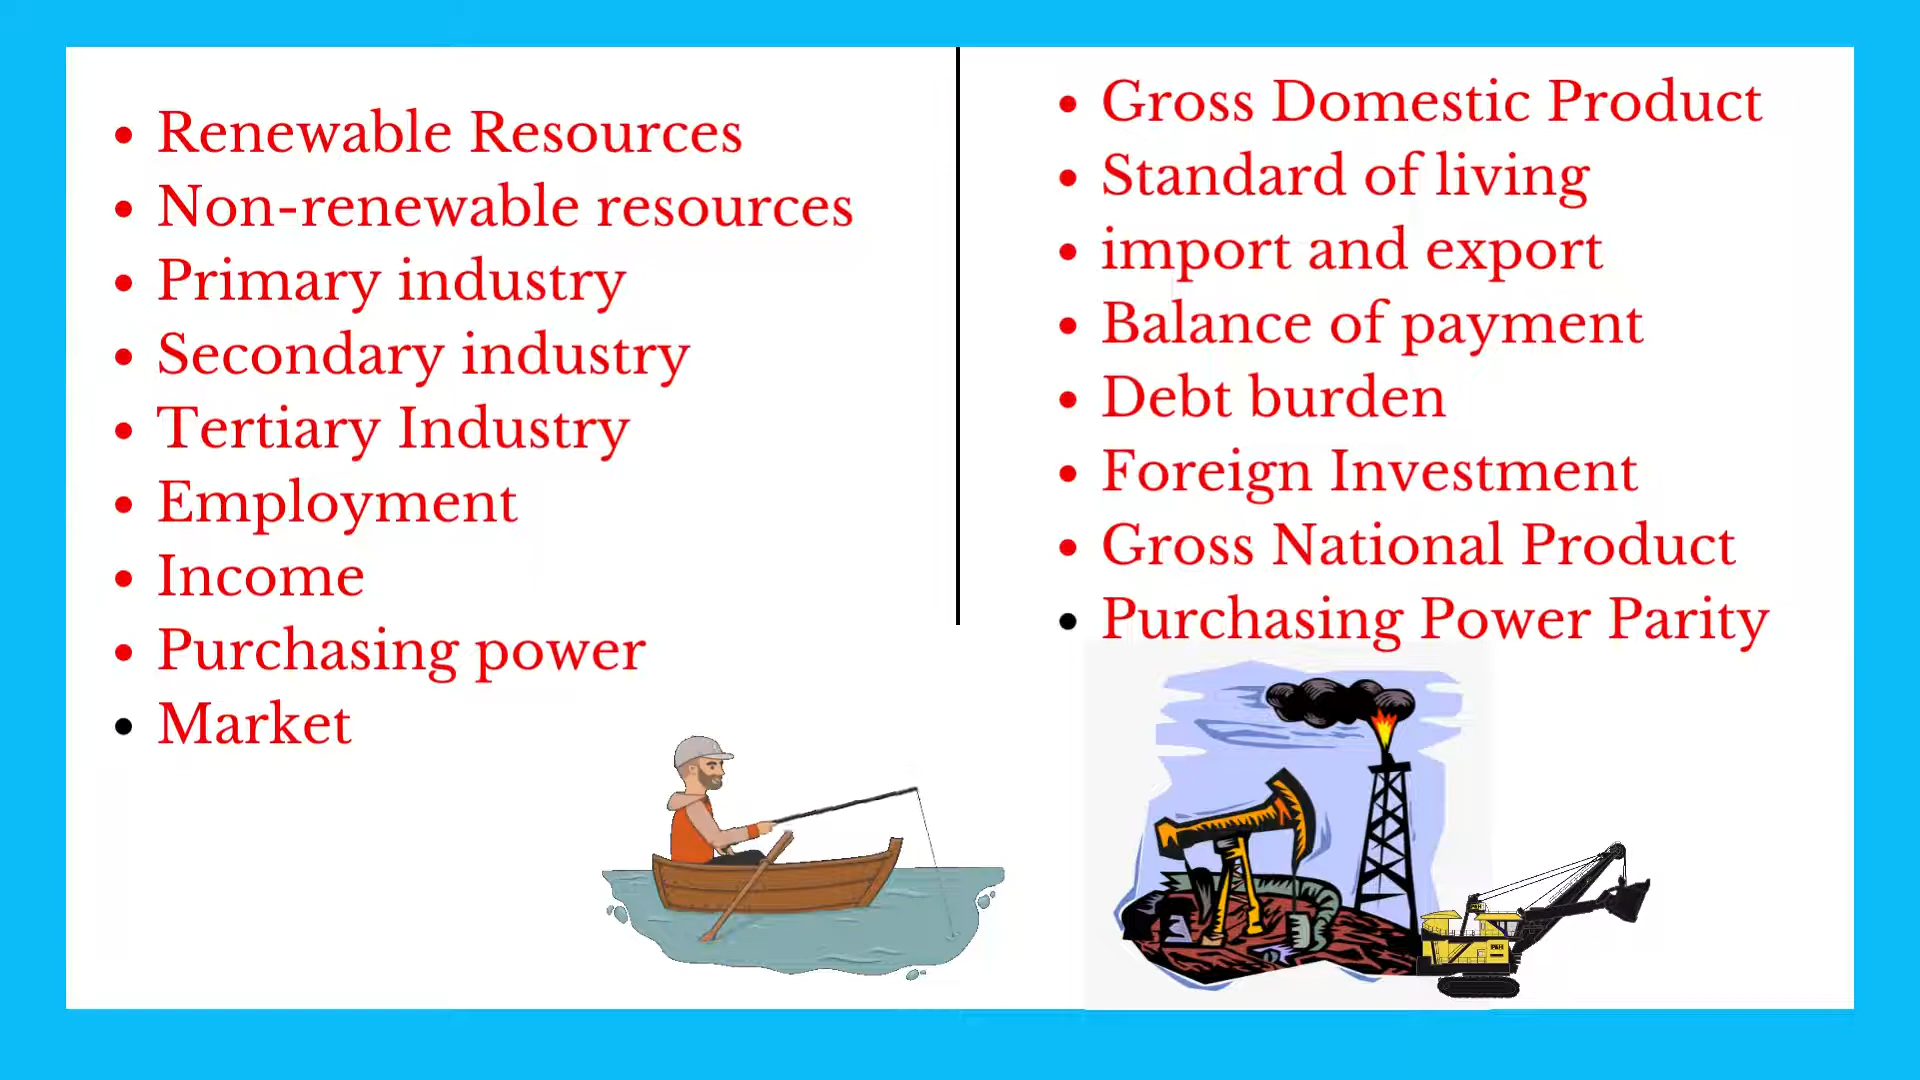 Renewable Resources
Non-renewable resources
Primary industry
Secondary industry
Tertiary Industry
Employment
Income
Purchasing power
Market
Gross Domestic Product
Standard of living
import and export
Balance of payment
Debt burden
Foreign Investment
Gross National Product
Purchasing Power Parity